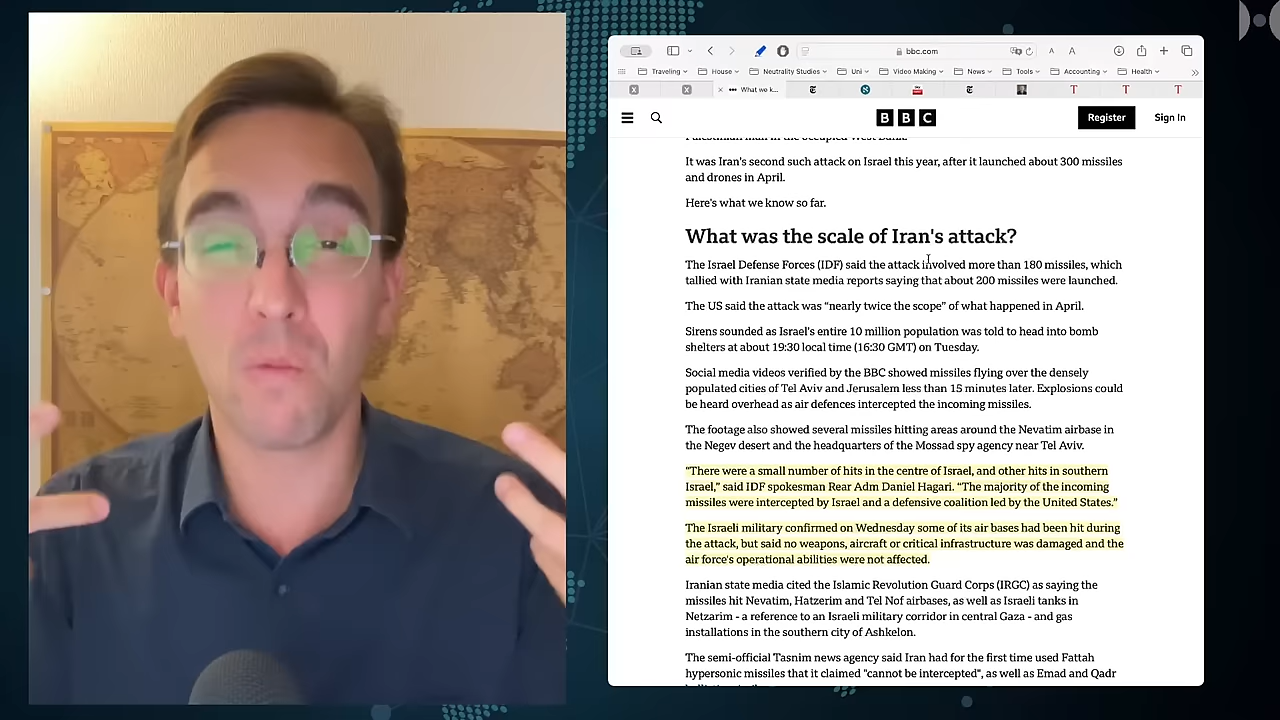 bbc.com
A A
Traveling House Neutrality Studies Uni Video Making News Tools Accounting Health
What we k...
BBC
Register
Sign In
Palestinian man in the occupied West Bank.
It was Iran's second such attack on Israel this year, after it launched about 300 missiles
and drones in April.
Here's what we know so far.
What was the scale of Iran's attack?
The Israel Defense Forces (IDF) said the attack involved more than 180 missiles, which
tallied with Iranian state media reports saying that about 200 missiles were launched.
The US said the attack was “nearly twice the scope” of what happened in April.
Sirens sounded as Israel's entire 10 million population was told to head into bomb
shelters at about 19:30 local time (16:30 GMT) on Tuesday.
Social media videos verified by the BBC showed missiles flying over the densely
populated cities of Tel Aviv and Jerusalem less than 15 minutes later. Explosions could
be heard overhead as air defences intercepted the incoming missiles.
The footage also showed several missiles hitting areas around the Nevatim airbase in
the Negev desert and the headquarters of the Mossad spy agency near Tel Aviv.
“There were a small number of hits in the centre of Israel, and other hits in southern
Israel,” said IDF spokesman Rear Adm Daniel Hagari. “The majority of the incoming
missiles were intercepted by Israel and a defensive coalition led by the United States.”
The Israeli military confirmed on Wednesday some of its air bases had been hit during
the attack, but said no weapons, aircraft or critical infrastructure was damaged and the
air force's operational abilities were not affected.
Iranian state media cited the Islamic Revolution Guard Corps (IRGC) as saying the
missiles hit Nevatim, Hatzerim and Tel Nof airbases, as well as Israeli tanks in
Netzarim - a reference to an Israeli military corridor in central Gaza - and gas
installations in the southern city of Ashkelon.
The semi-official Tasnim news agency said Iran had for the first time used Fattah
hypersonic missiles that it claimed "cannot be intercepted", as well as Emad and Qadr